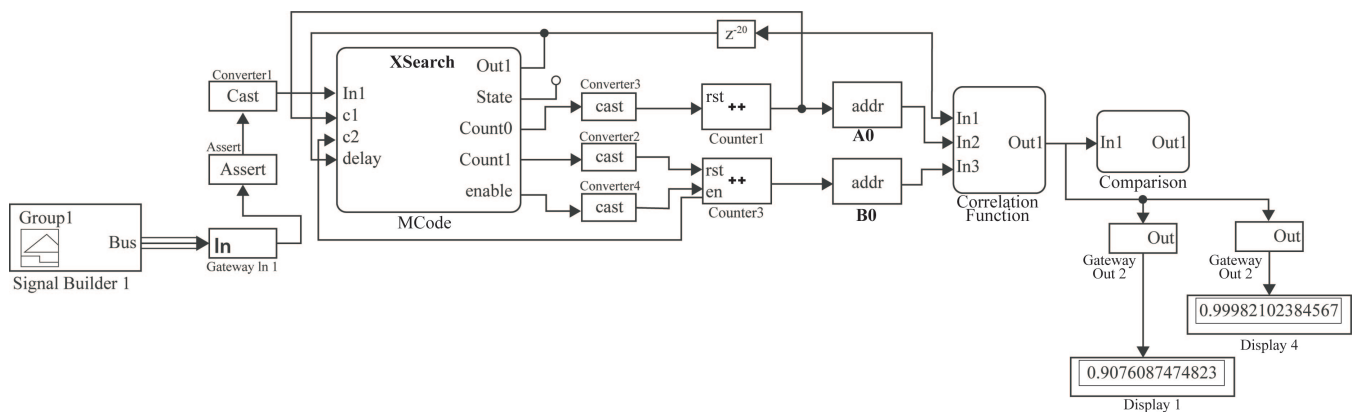 Group1
Bus
Signal Builder 1
In
Gateway In 1
Assert
Assert
Converter1
Cast
XSearch
In1
c1
c2
delay
Out1
State
Count0
Count1
enable
MCode
Converter3
cast
Converter2
cast
Converter4
cast
z-20
rst
++
Counter1
rst
en
++
Counter3
addr
A0
addr
B0
In1
In2
In3
Out1
Correlation
Function
In1
Out1
Comparison
Out
Gateway
Out 2
Out
Gateway
Out 2
0.99982102384567
Display 4
0.9076087474823
Display 1